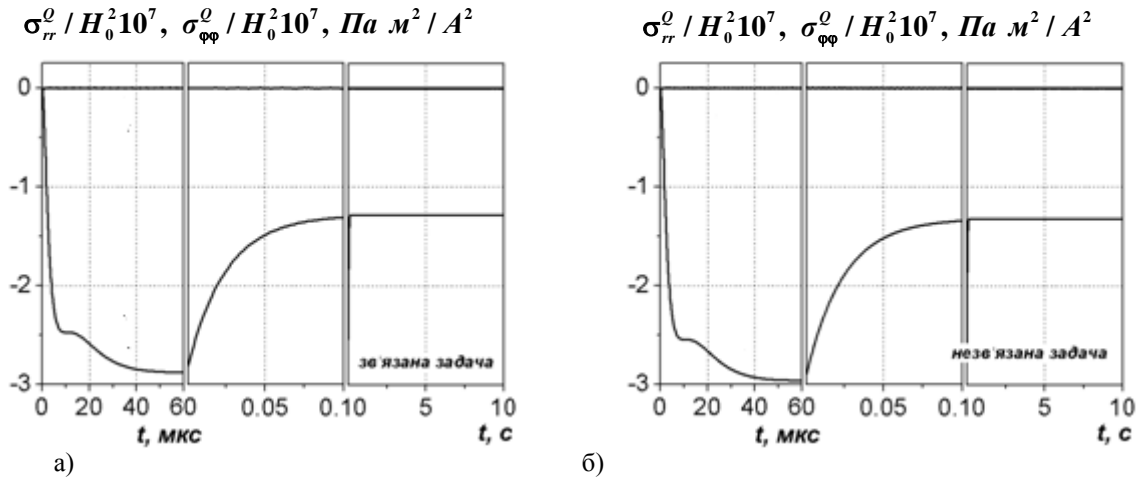 σ^Q_rr / H_0^2 10^7, σ^Q_φφ / H_0^2 10^7, Па м^2 / А^2
0
-1
-2
-3
зв'язана задача
0 20 40 60 0.05 0.10 5 10
t, мкс t, с
а)
σ^Q_rr / H_0^2 10^7, σ^Q_φφ / H_0^2 10^7, Па м^2 / А^2
0
-1
-2
-3
незв'язана задача
0 20 40 60 0.05 0.10 5 10
t, мкс t, с
б)